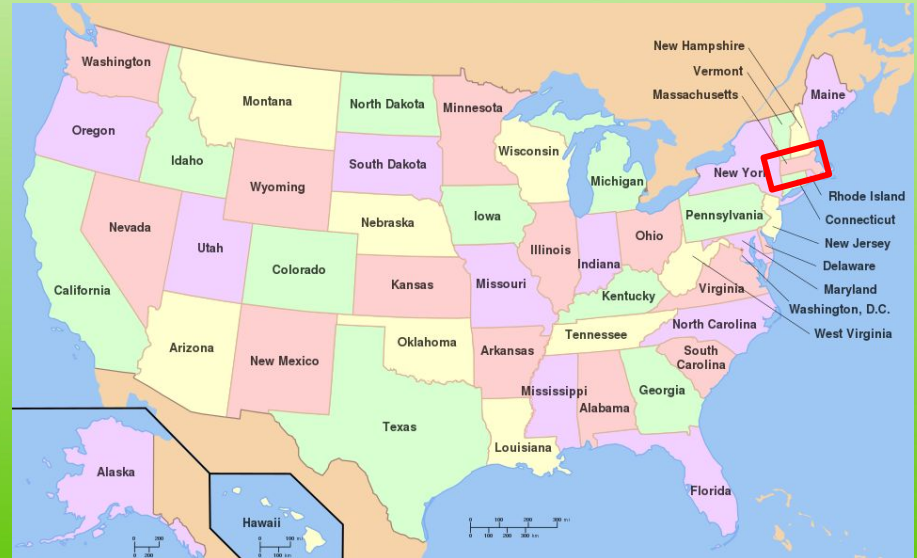 New Hampshire
Vermont
Massachusetts
Washington
Montana
North Dakota
Minnesota
Maine
Oregon
Idaho
Wisconsin
South Dakota
New York
Michigan
Wyoming
Rhode Island
Connecticut
Nebraska
Iowa
Pennsylvania
Nevada
New Jersey
Utah
Illinois
Indiana
Ohio
Delaware
Colorado
Kansas
Missouri
California
Virginia
Maryland
Kentucky
Washington, D.C.
North Carolina
West Virginia
Tennessee
Oklahoma
Arizona
New Mexico
Arkansas
South
Carolina
Mississippi
Alabama
Georgia
Texas
Louisiana
Alaska
Florida
Hawaii